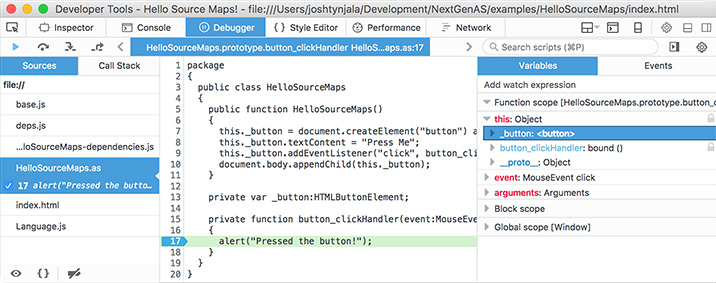 Developer Tools - Hello Source Maps! - file:///Users/joshtynjala/Development/NextGenAS/examples/HelloSourceMaps/index.html
Inspector
Console
Debugger
Style Editor
Performance
Network
HelloSourceMaps.prototype.button_clickHandler HelloS...aps.as:17
Search scripts (⌘P)
Sources
Call Stack
file://
base.js
deps.js
...loSourceMaps-dependencies.js
HelloSourceMaps.as
17 alert("Pressed the butto...
index.html
Language.js
1 package
2 {
3 public class HelloSourceMaps
4 {
5 public function HelloSourceMaps()
6 {
7 this._button = document.createElement("button") a
8 this._button.textContent = "Press Me";
9 this._button.addEventListener("click", button_cli
10 document.body.appendChild(this._button);
11 }
12
13 private var _button:HTMLButtonElement;
14
15 private function button_clickHandler(event:MouseEve
16 {
17 alert("Pressed the button!");
18 }
19 }
20 }
Variables
Events
Add watch expression
Function scope [HelloSourceMaps.prototype.button_c
this: Object
_button: <button>
button_clickHandler: bound ()
__proto__: Object
event: MouseEvent click
arguments: Arguments
Block scope
Global scope [Window]